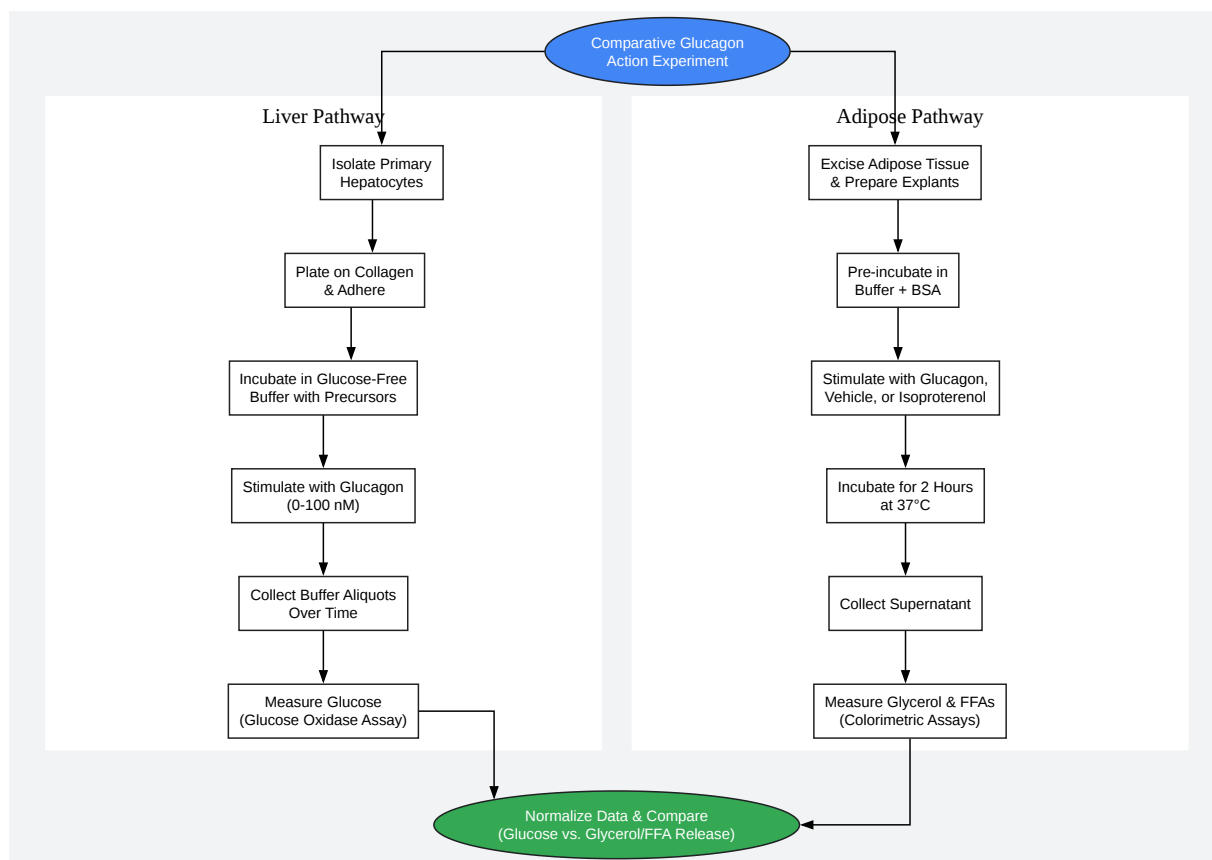 Comparative Glucagon
Action Experiment
Liver Pathway
Isolate Primary
Hepatocytes
Plate on Collagen
& Adhere
Incubate in Glucose-Free
Buffer with Precursors
Stimulate with Glucagon
(0-100 nM)
Collect Buffer Aliquots
Over Time
Measure Glucose
(Glucose Oxidase Assay)
Adipose Pathway
Excise Adipose Tissue
& Prepare Explants
Pre-incubate in
Buffer + BSA
Stimulate with Glucagon,
Vehicle, or Isoproterenol
Incubate for 2 Hours
at 37°C
Collect Supernatant
Measure Glycerol & FFAs
(Colorimetric Assays)
Normalize Data & Compare
(Glucose vs. Glycerol/FFA Release)